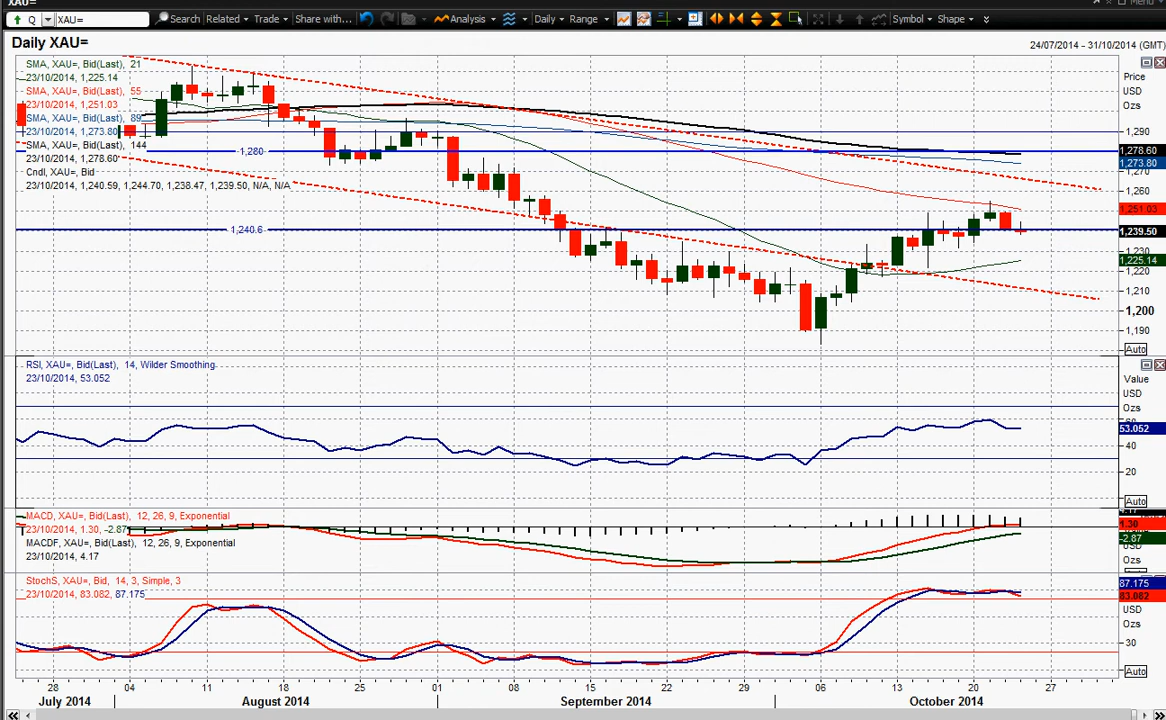 XAU=
Menu
Q XAU= Search Related Trade Share with... Analysis Daily Range Symbol Shape
Daily XAU=
24/07/2014 - 31/10/2014 (GMT)
SMA, XAU=, Bid(Last), 21
23/10/2014, 1,225.14
SMA, XAU=, Bid(Last), 55
23/10/2014, 1,251.03
SMA, XAU=, Bid(Last), 89
23/10/2014, 1,273.80
SMA, XAU=, Bid(Last), 144
23/10/2014, 1,278.60
Cndl, XAU=, Bid
23/10/2014, 1,240.59, 1,244.70, 1,238.47, 1,239.50, N/A, N/A
1,280
1,240.6
Price
USD
Ozs
1,290
1,278.60
1,273.80
1,270
1,260
1,251.03
1,239.50
1,230
1,225.14
1,220
1,210
1,200
1,190
Auto
RSI, XAU=, Bid(Last), 14, Wilder Smoothing
23/10/2014, 53.052
Value
USD
Ozs
53.052
40
20
Auto
MACD, XAU=, Bid(Last), 12, 26, 9, Exponential
23/10/2014, 1.30, -2.87
MACDF, XAU=, Bid(Last), 12, 26, 9, Exponential
23/10/2014, 4.17
4.17
1.30
-2.87
USD
Ozs
StochS, XAU=, Bid, 14, 3, Simple, 3
23/10/2014, 83.082, 87.175
87.175
83.082
USD
Ozs
30
Auto
28 04 11 18 25 01 08 15 22 29 06 13 20 27
July 2014 August 2014 September 2014 October 2014